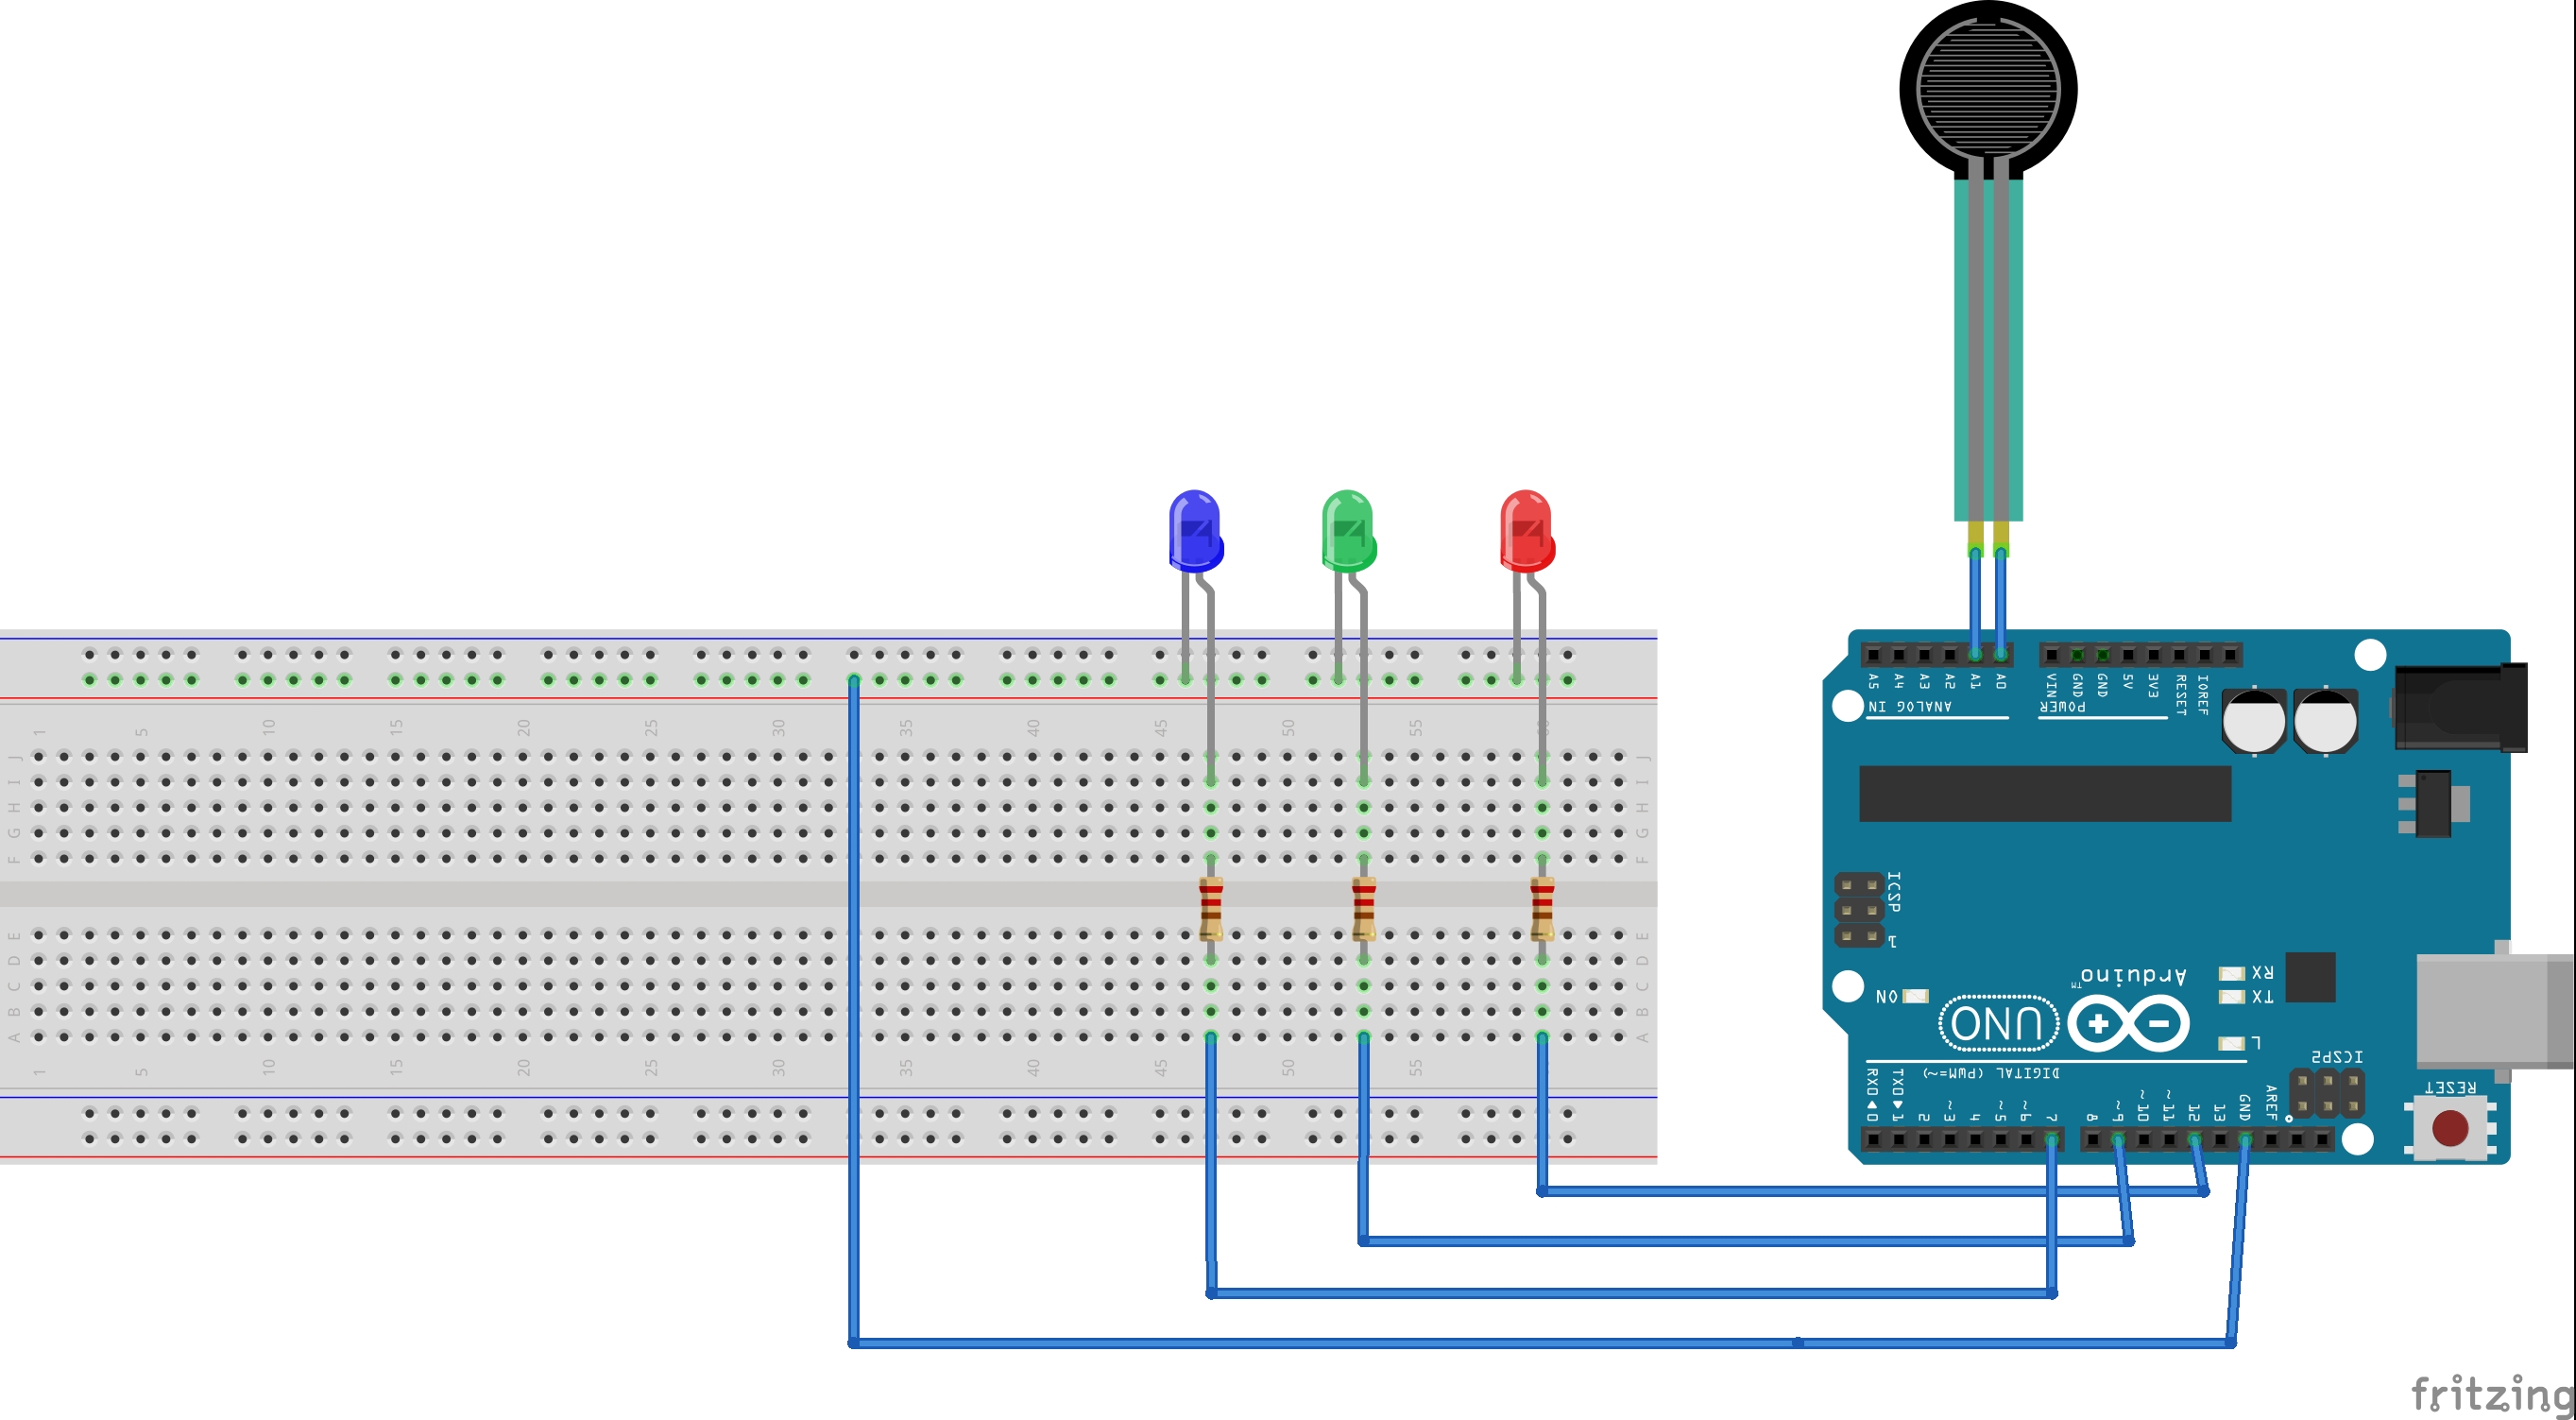 A5 A4 A3 A2 A1 A0 VIN GND GND 5V 3V3 RESET IOREF
ANALOG IN POWER
1 5 10 15 20 25 30 35 45 50 55 60
40
J J
I I
H H
G G
F F
ICSP
E E
1
D D
Arduino™
RX
C C
ON UNO + − TX
B B
A A
L
ICSP2
1 5 10 15 20 25 30 35 40 45 50 55
DIGITAL (PWM=~)
RX0◀0 TX0▶1 2 ~3 4 ~5 ~6 7 8 ~9 ~10 ~11 12 13 GND AREF
RESET
fritzing